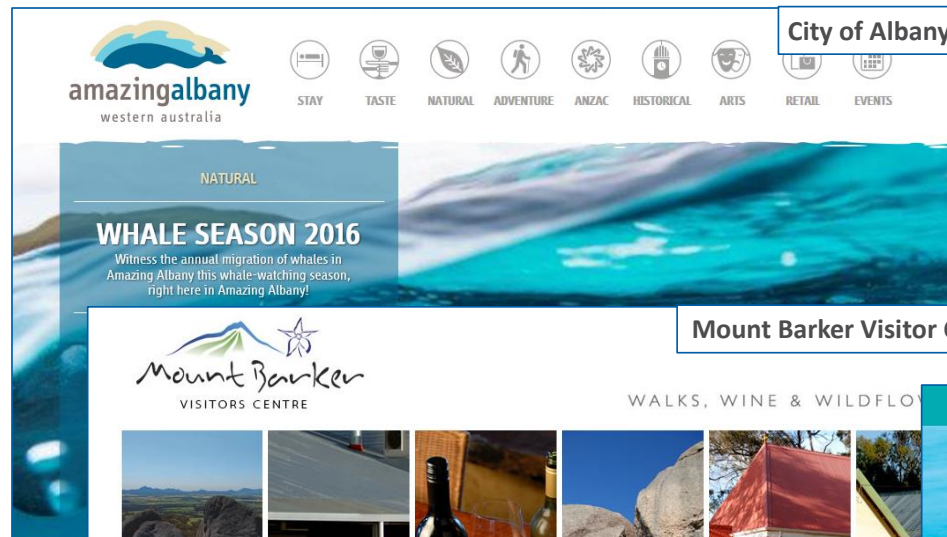 City of Albany
amazingalbany
western australia
STAY TASTE NATURAL ADVENTURE ANZAC HISTORICAL ARTS RETAIL EVENTS
NATURAL
WHALE SEASON 2016
Witness the annual migration of whales in
Amazing Albany this whale-watching season,
right here in Amazing Albany!
Mount Barker Visitor
Mount Barker
VISITORS CENTRE
WALKS, WINE & WILDFLO